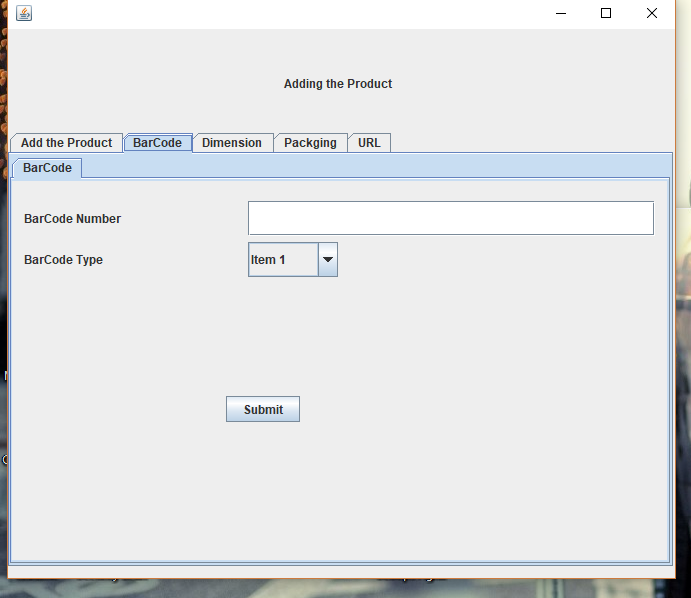 Adding the Product
Add the Product BarCode Dimension Packging URL
BarCode
BarCode Number
BarCode Type Item 1
Submit